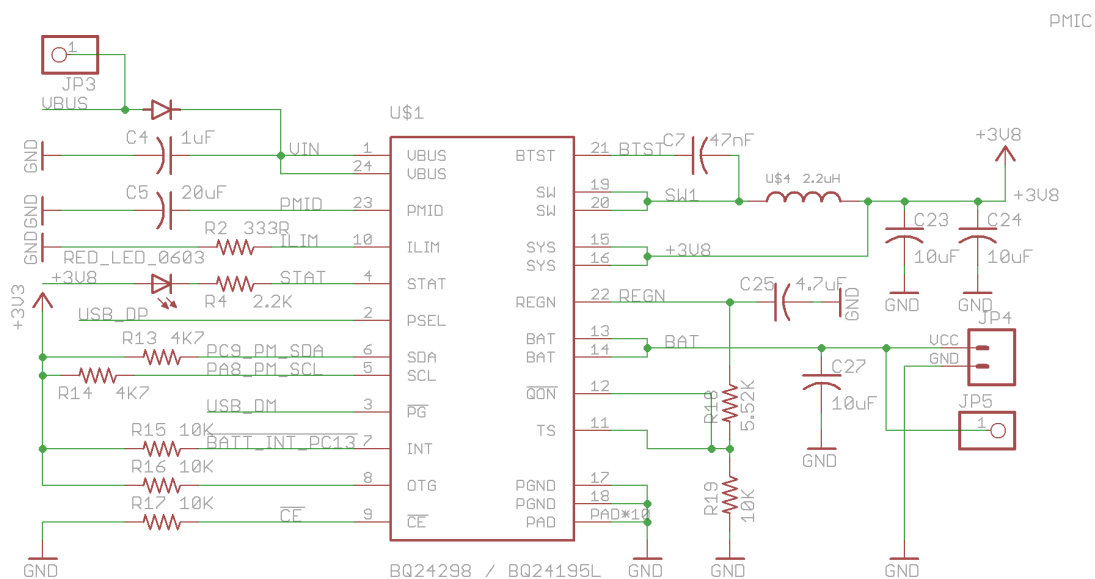 PMIC
1
JP3
VBUS
U$1
C4 1uF
GND
VIN
1
VBUS
24
VBUS
C5 20uF
GND
PMID
23
PMID
R2 333R
GND
ILIM
10
ILIM
RED_LED_0603
+3V8
STAT
4
STAT
R4 2.2K
+3V3
USB_DP
2
PSEL
R13 4K7
PC9_PM_SDA
6
SDA
PA8_PM_SCL
5
SCL
R14 4K7
USB_DM
3
PG
R15 10K
BATT_INT_PC13
7
INT
R16 10K
8
OTG
R17 10K
CE
9
CE
GND
BQ24298 / BQ24195L
BTST
21
BTST
C7 47nF
SW
19
SW
20
SW1
U$4 2.2uH
+3V8
+3V8
SYS
15
SYS
16
+3V8
C23
10uF
GND
C24
10uF
GND
REGN
22
REGN
C25 4.7uF
GND
BAT
13
BAT
14
BAT
JP4
VCC
GND
C27
10uF
GND
JP5
1
QON
12
R18
5.52K
TS
11
PGND
17
PGND
18
PAD
PAD*10
GND
R19
10K
GND
GND